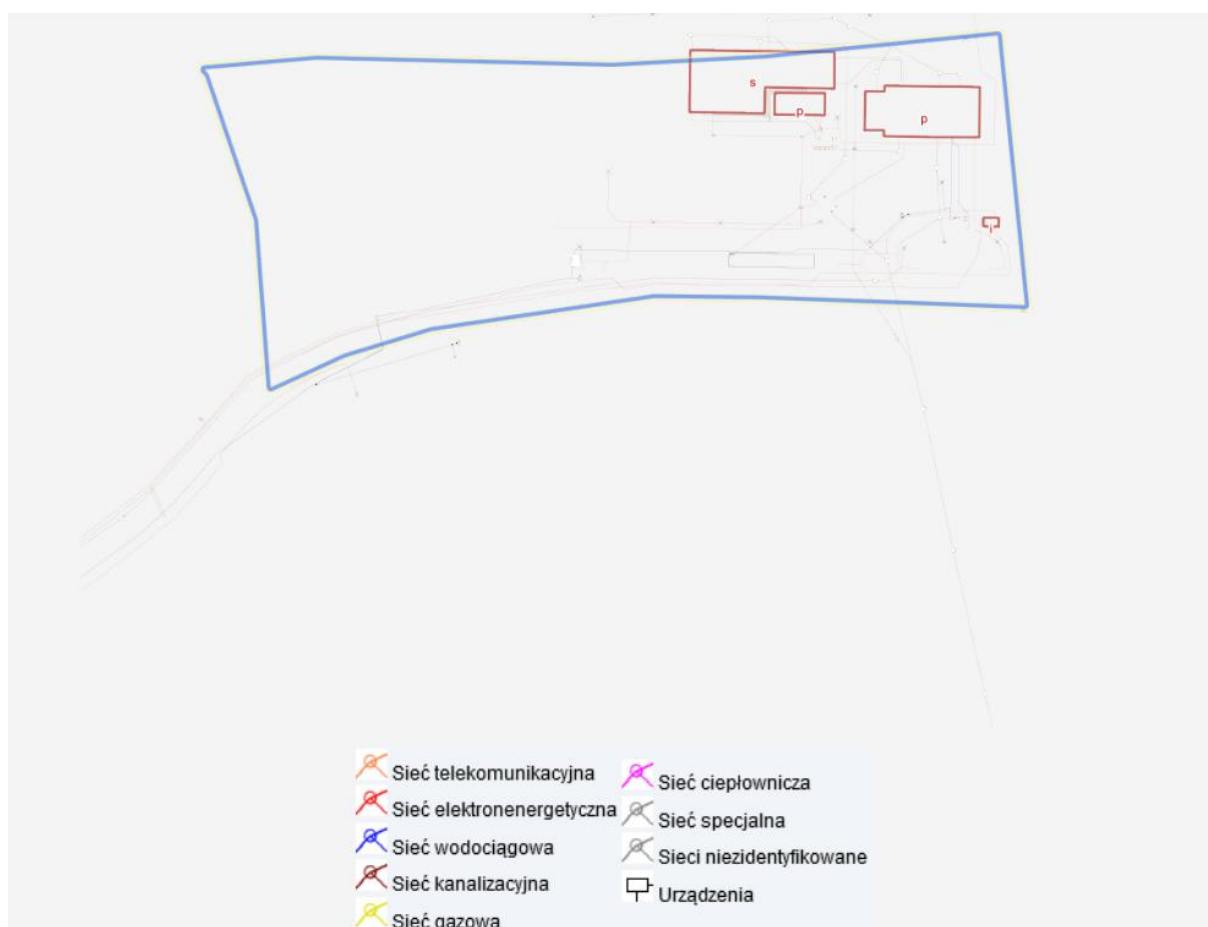 s
p
p
i
Sieć telekomunikacyjna
Sieć elektronenergetyczna
Sieć wodociągowa
Sieć kanalizacyjna
Sieć gazowa
Sieć ciepłownicza
Sieć specjalna
Sieci niezidentyfikowane
Urządzenia